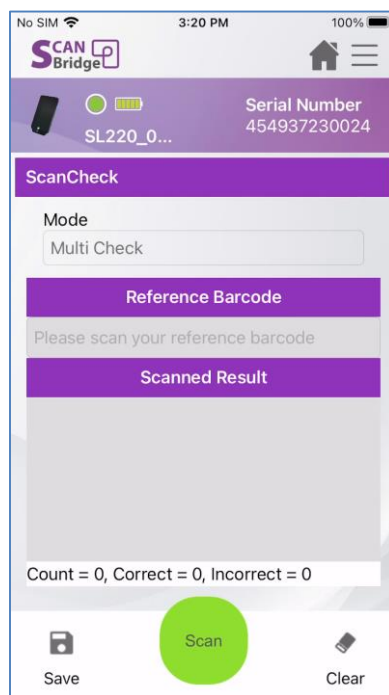 No SIM 3:20 PM 100%
SCAN
Bridge
Serial Number
SL220_0... 454937230024
ScanCheck
Mode
Multi Check
Reference Barcode
Please scan your reference barcode
Scanned Result
Count = 0, Correct = 0, Incorrect = 0
Scan
Save Clear